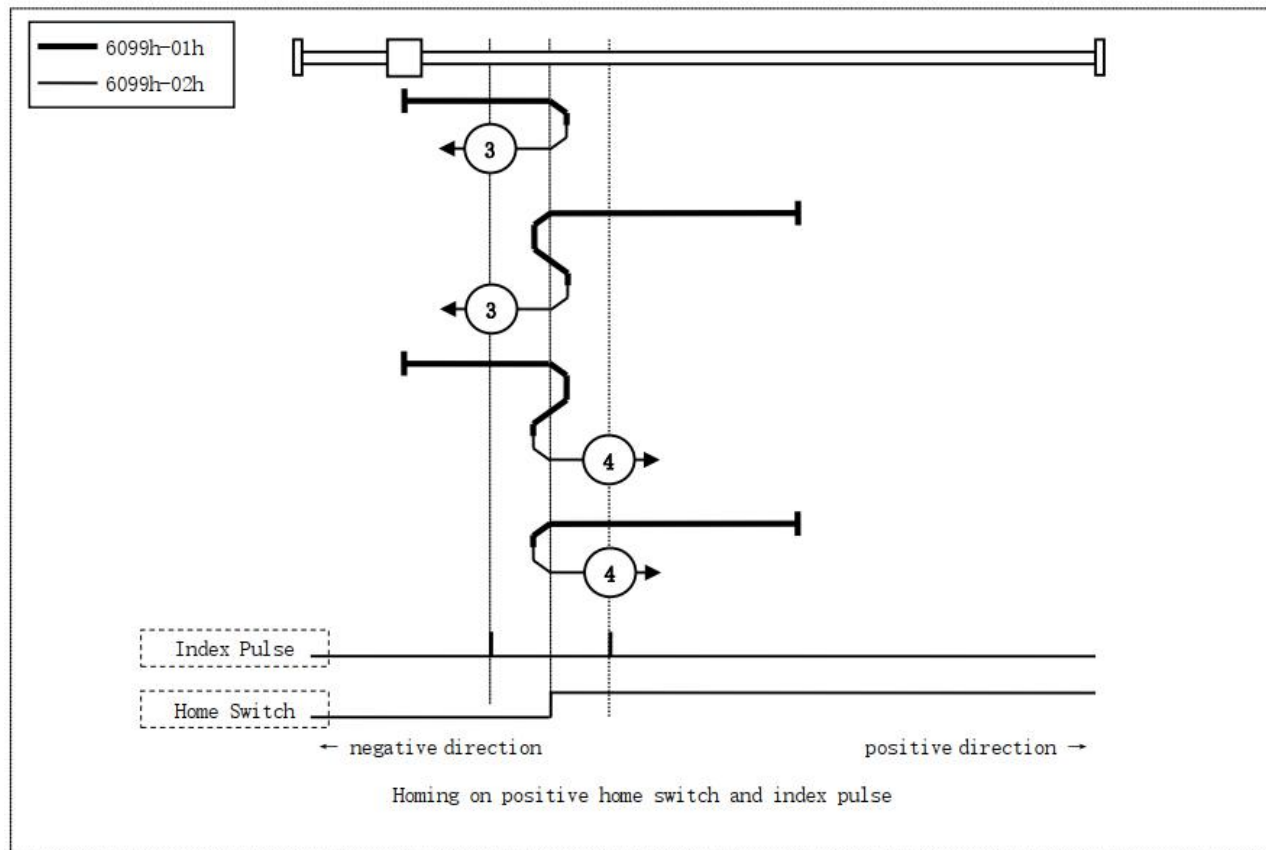 6099h-01h
6099h-02h
3
3
4
4
Index Pulse
Home Switch
← negative direction
positive direction →
Homing on positive home switch and index pulse